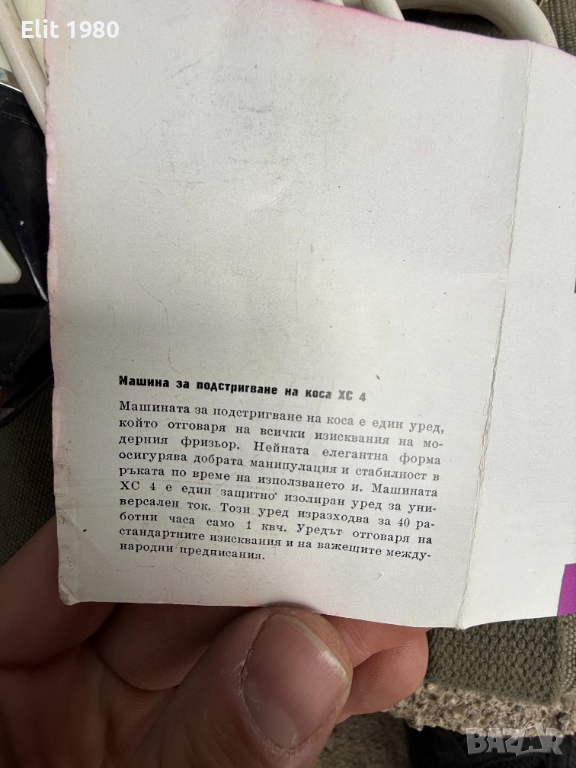 Elit 1980
Машина за подстригване на коса ХС 4
Машината за подстригване на коса е един уред,
който отговаря на всички изисквания на мо-
дерния фризьор. Нейната елегантна форма
осигурява добрата манипулация и стабилност в
ръката по време на използването и. Машината
ХС 4 е един защитно изолиран уред за уни-
версален ток. Този уред изразходва за 40 ра-
ботни часа само 1 квч. Уредът отговаря на
стандартните изисквания и на важещите между-
народни предписания.
BAZAR